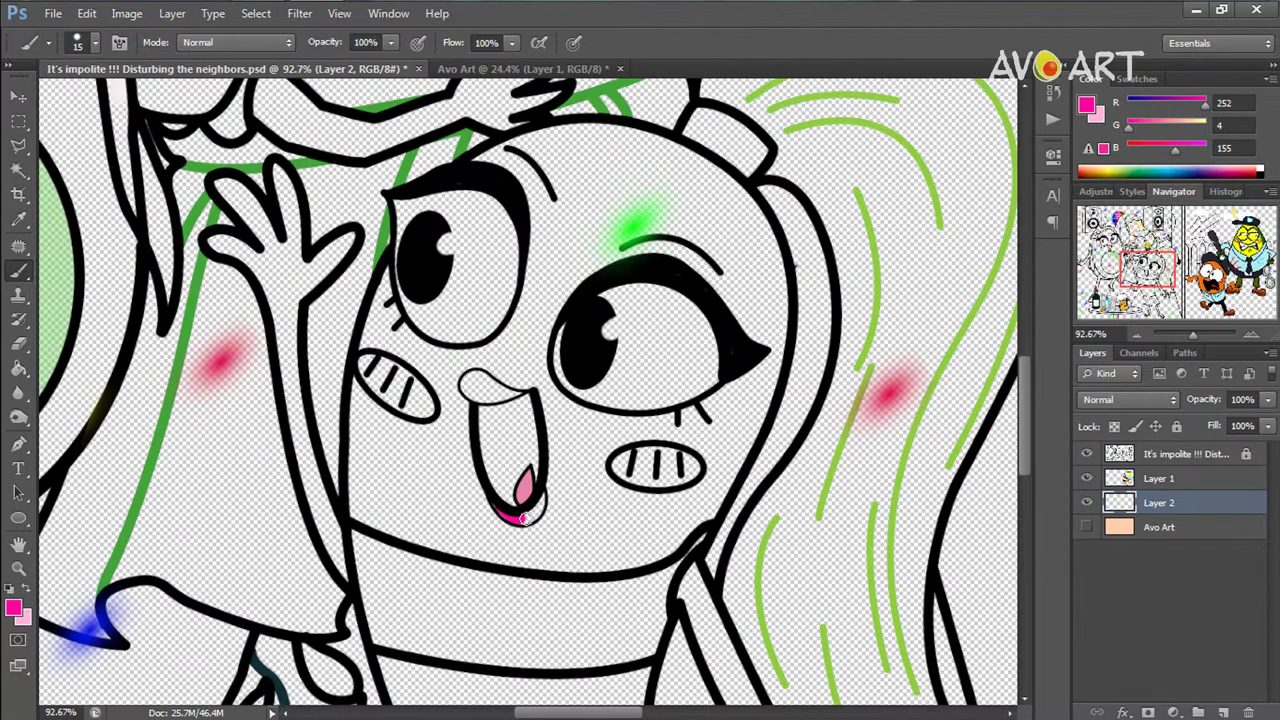 Ps File Edit Image Layer Type Select Filter View Window Help
15 Mode: Normal Opacity: 100% Flow: 100% Essentials
It's impolite !!! Disturbing the neighbors.psd @ 92.7% (Layer 2, RGB/8#) * × Avo Art @ 24.4% (Layer 1, RGB/8) * ×
AVO ART
Color Swatches
R 252
G 4
B 155
Adjustm Styles Navigator Histogr
92.67%
Layers Channels Paths
Kind
Normal Opacity: 100%
Lock: Fill: 100%
It's impolite !!! Dist...
Layer 1
Layer 2
Avo Art
92.67% Doc: 25.7M/46.4M